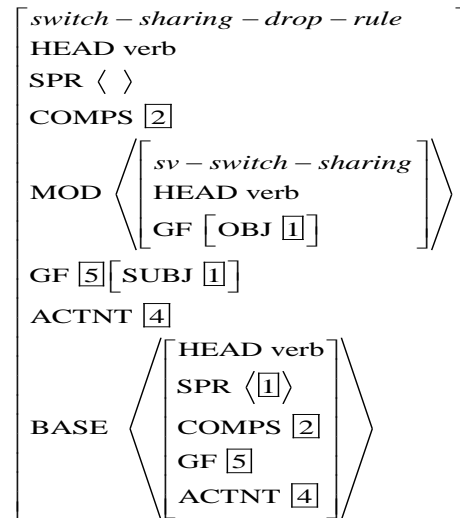 switch – sharing – drop – rule
HEAD verb
SPR ⟨ ⟩
COMPS [2]
sv – switch – sharing
MOD ⟨[HEAD verb]⟩
GF [OBJ [1]]
GF [5][SUBJ [1]]
ACTNT [4]
HEAD verb
SPR ⟨[1]⟩
BASE ⟨[COMPS [2]]⟩
GF [5]
ACTNT [4]